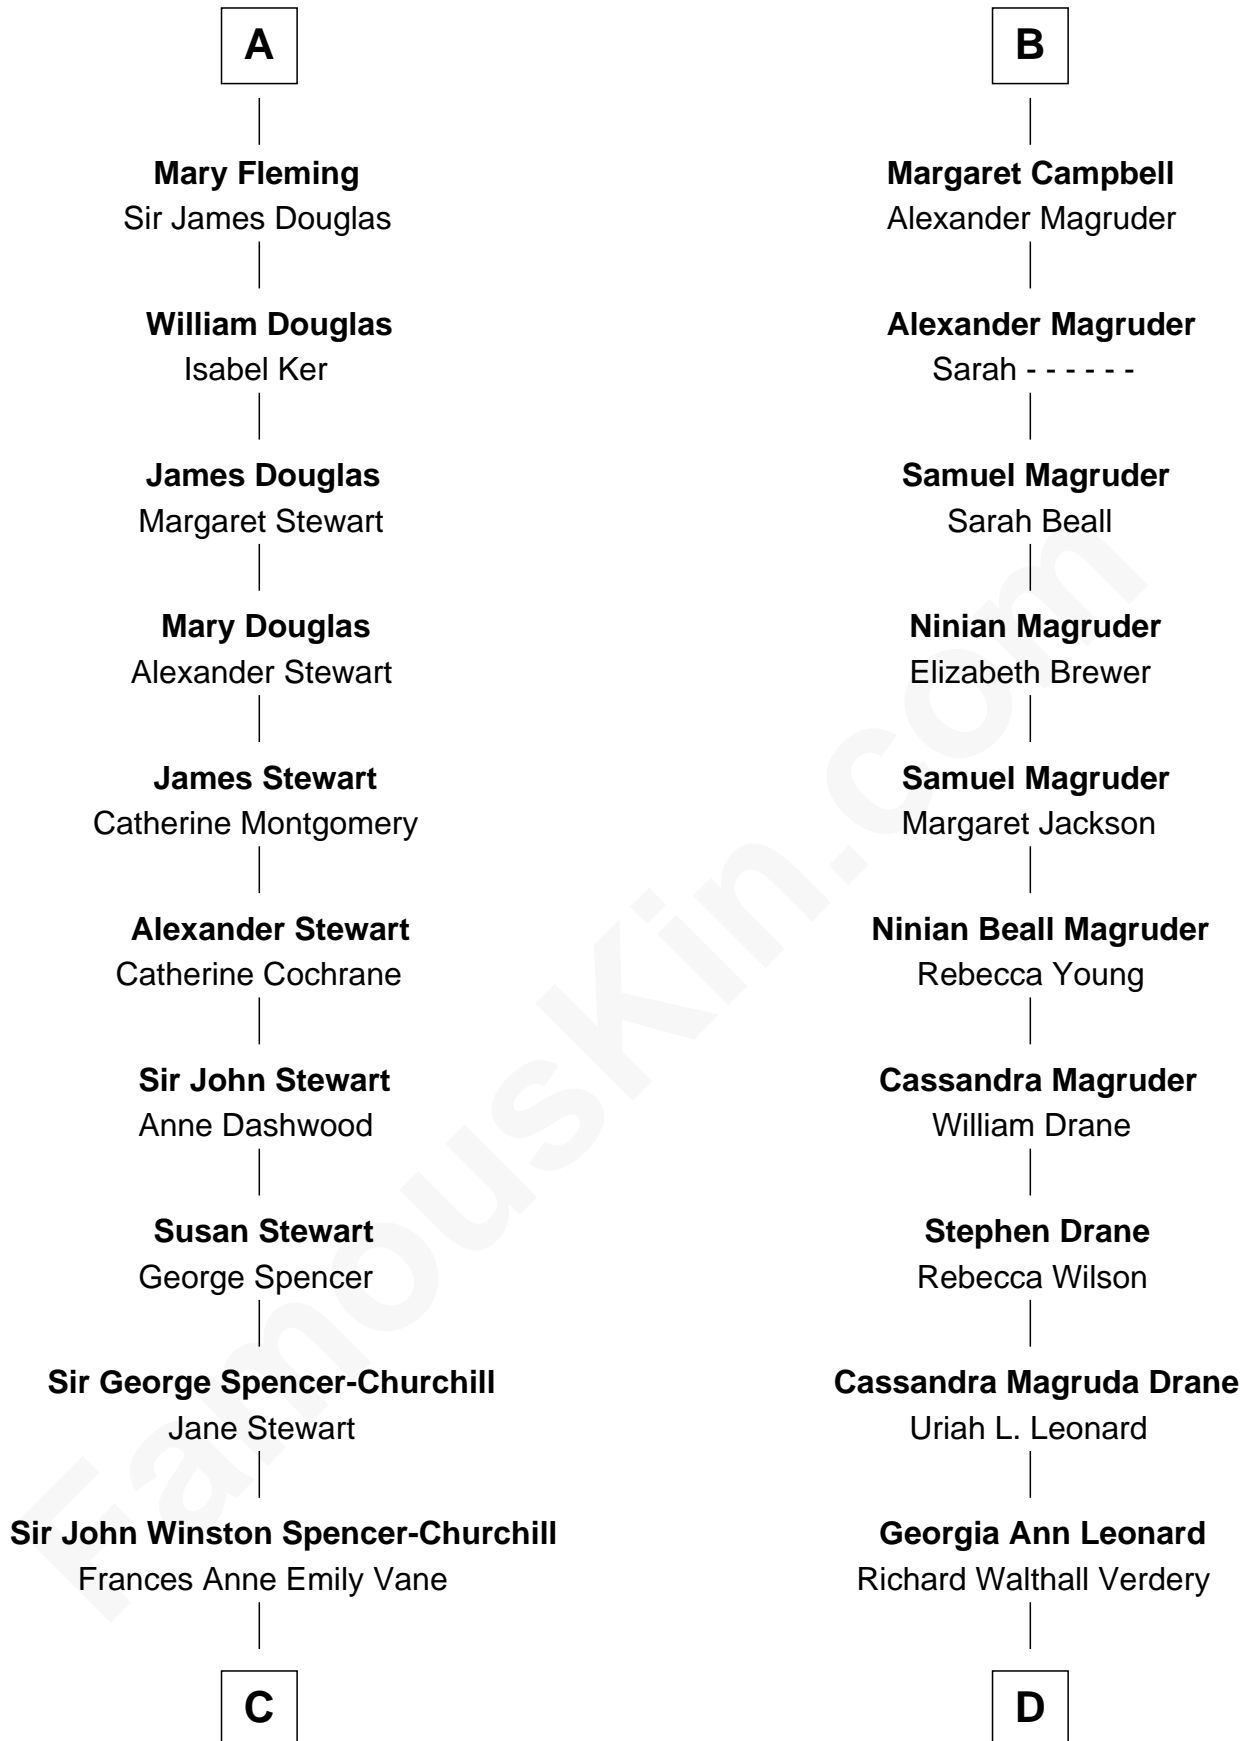 A
Mary Fleming
Sir James Douglas
William Douglas
Isabel Ker
James Douglas
Margaret Stewart
Mary Douglas
Alexander Stewart
James Stewart
Catherine Montgomery
Alexander Stewart
Catherine Cochrane
Sir John Stewart
Anne Dashwood
Susan Stewart
George Spencer
Sir George Spencer-Churchill
Jane Stewart
Sir John Winston Spencer-Churchill
Frances Anne Emily Vane
C
B
Margaret Campbell
Alexander Magruder
Alexander Magruder
Sarah - - - - - -
Samuel Magruder
Sarah Beall
Ninian Magruder
Elizabeth Brewer
Samuel Magruder
Margaret Jackson
Ninian Beall Magruder
Rebecca Young
Cassandra Magruder
William Drane
Stephen Drane
Rebecca Wilson
Cassandra Magruda Drane
Uriah L. Leonard
Georgia Ann Leonard
Richard Walthall Verdery
D
FamousKin.com